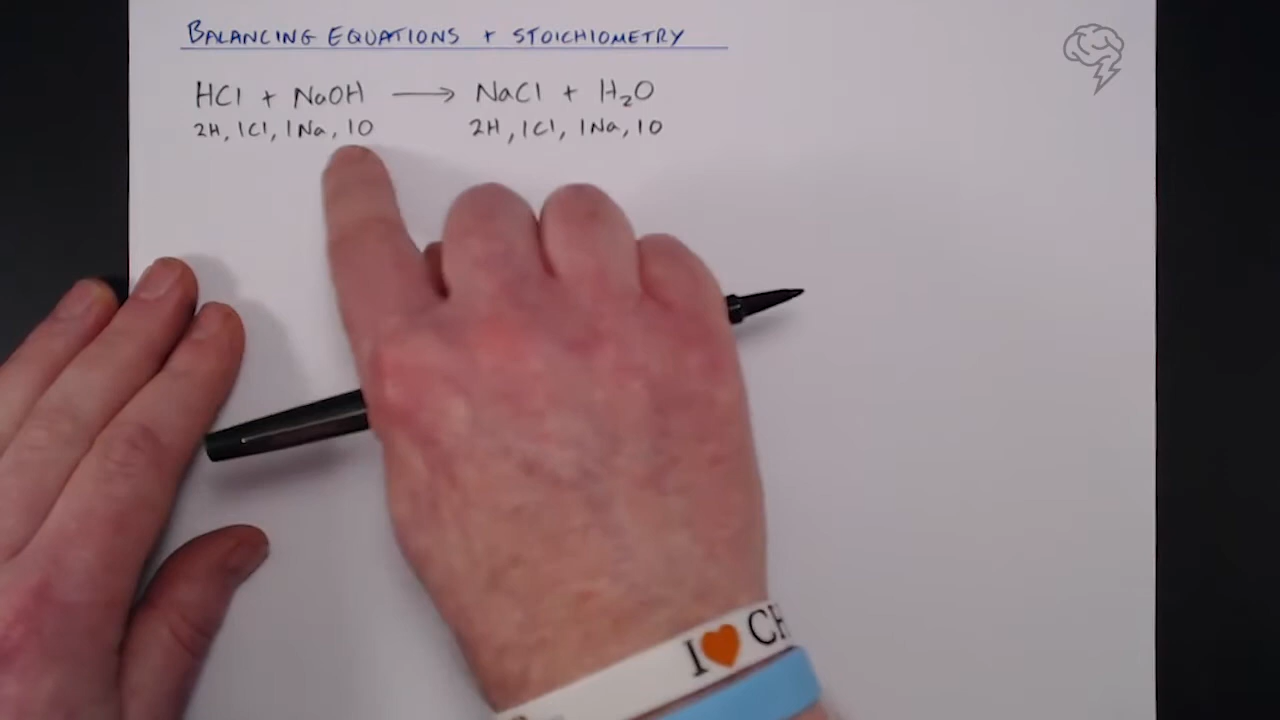 BALANCING EQUATIONS + STOICHIOMETRY
HCl + NaOH ⟶ NaCl + H₂O
2H, 1Cl, 1Na, 1O 2H, 1Cl, 1Na, 1O
I ♥ CH